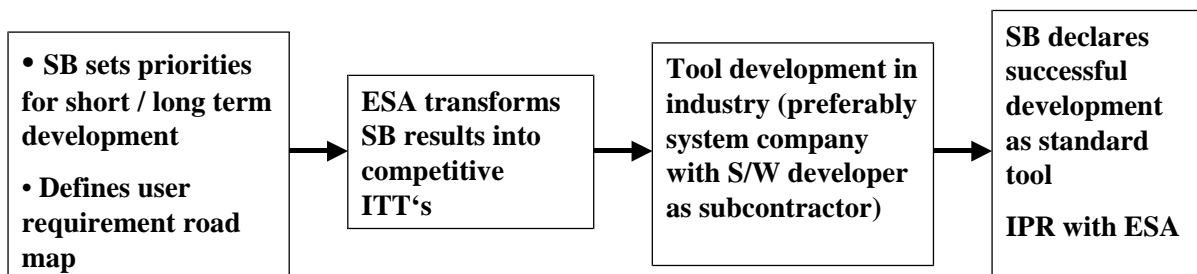 • SB sets priorities
for short / long term
development
• Defines user
requirement road
map
ESA transforms
SB results into
competitive
ITT‘s
Tool development in
industry (preferably
system company
with S/W developer
as subcontractor)
SB declares
successful
development
as standard
tool
IPR with ESA